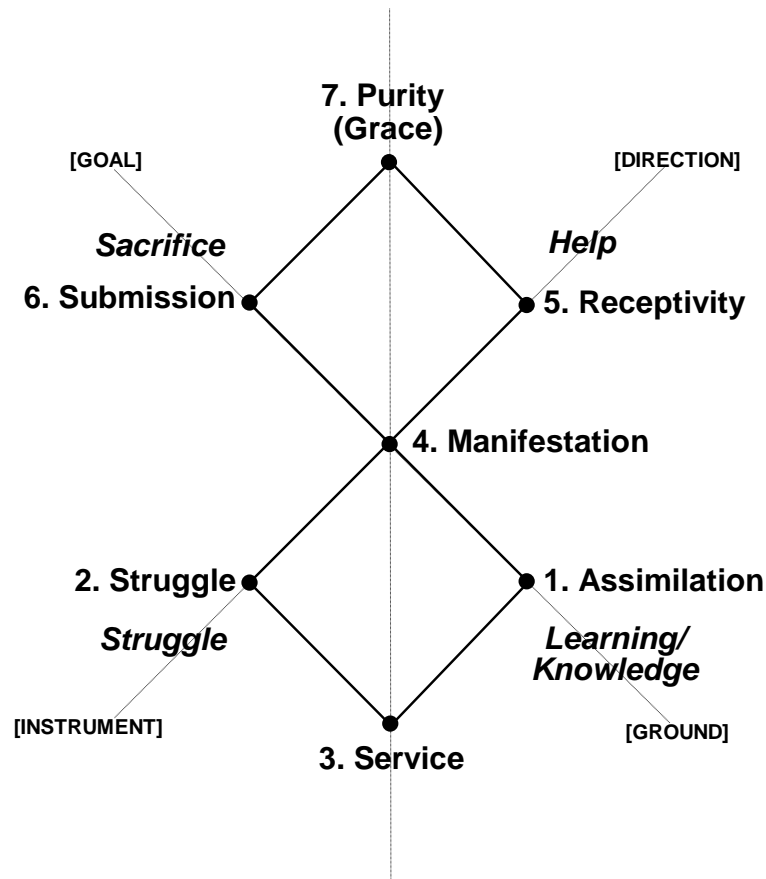 7. Purity
(Grace)
[GOAL]
[DIRECTION]
Sacrifice
Help
6. Submission
5. Receptivity
4. Manifestation
2. Struggle
1. Assimilation
Struggle
Learning/
Knowledge
[INSTRUMENT]
[GROUND]
3. Service